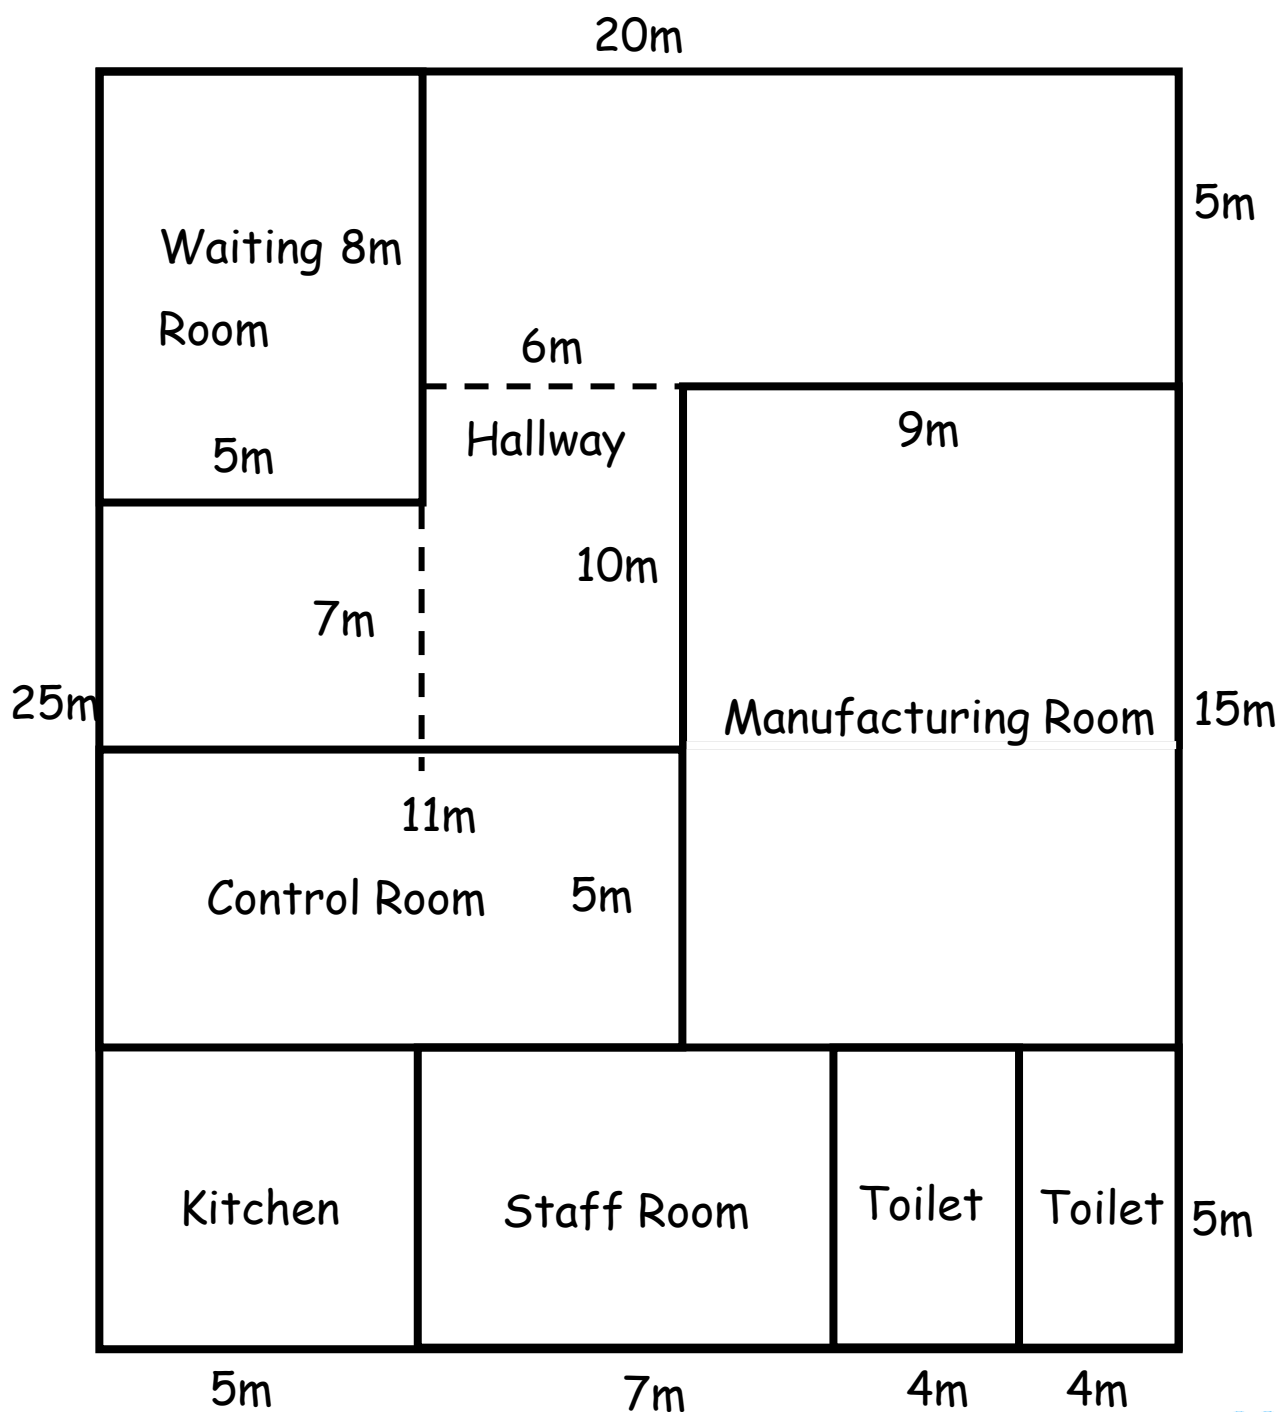 20m
5m
Waiting 8m
Room
6m
Hallway
9m
5m
10m
7m
25m
Manufacturing Room
15m
11m
Control Room
5m
Kitchen
Staff Room
Toilet
Toilet
5m
5m
7m
4m
4m